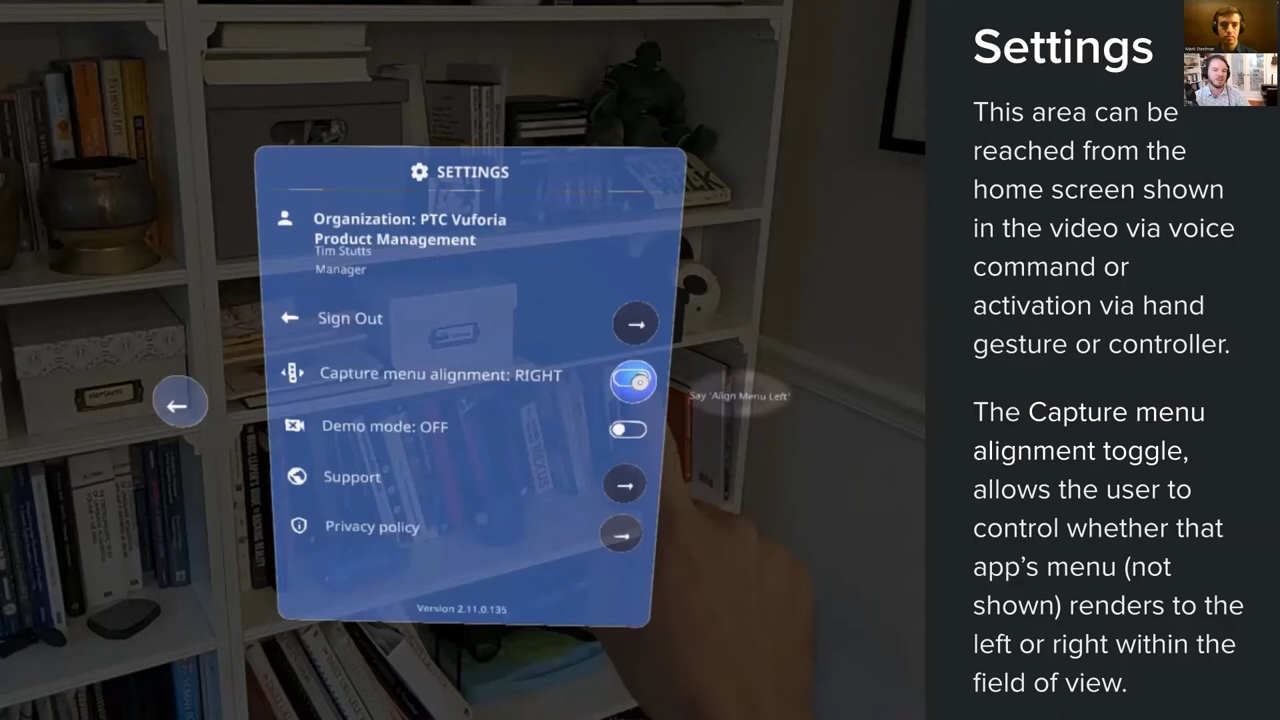 SETTINGS
Organization: PTC Vuforia
Product Management
Tim Stutts
Manager
Sign Out
Capture menu alignment: RIGHT
Say 'Align Menu Left'
Demo mode: OFF
Support
Privacy policy
Version 2.11.0.135
Settings
This area can be
reached from the
home screen shown
in the video via voice
command or
activation via hand
gesture or controller.
The Capture menu
alignment toggle,
allows the user to
control whether that
app's menu (not
shown) renders to the
left or right within the
field of view.